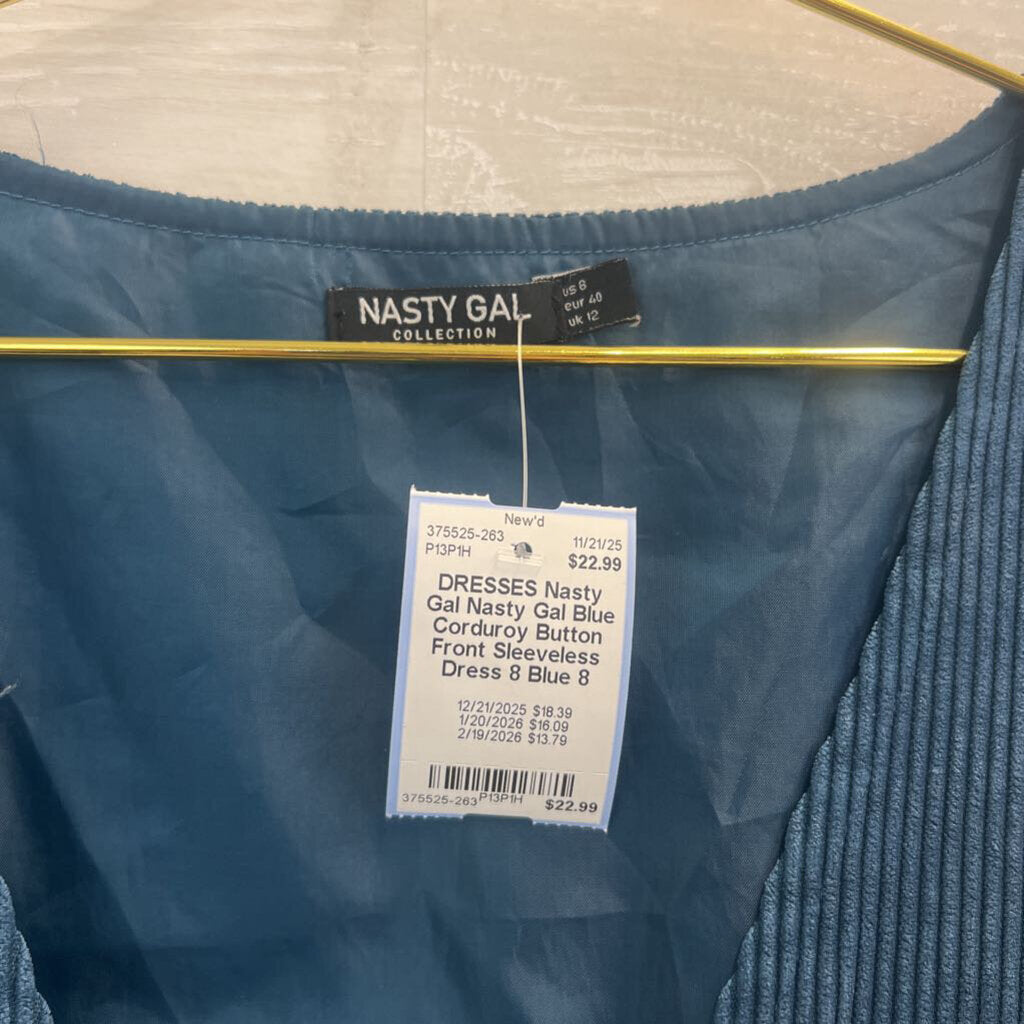 NASTY GAL
COLLECTION
us 8
eur 40
uk 12
New'd
375525-263
P13P1H
11/21/25
$22.99
DRESSES Nasty
Gal Nasty Gal Blue
Corduroy Button
Front Sleeveless
Dress 8 Blue 8
12/21/2025 $18.39
1/20/2026 $16.09
2/19/2026 $13.79
375525-263 P13P1H $22.99